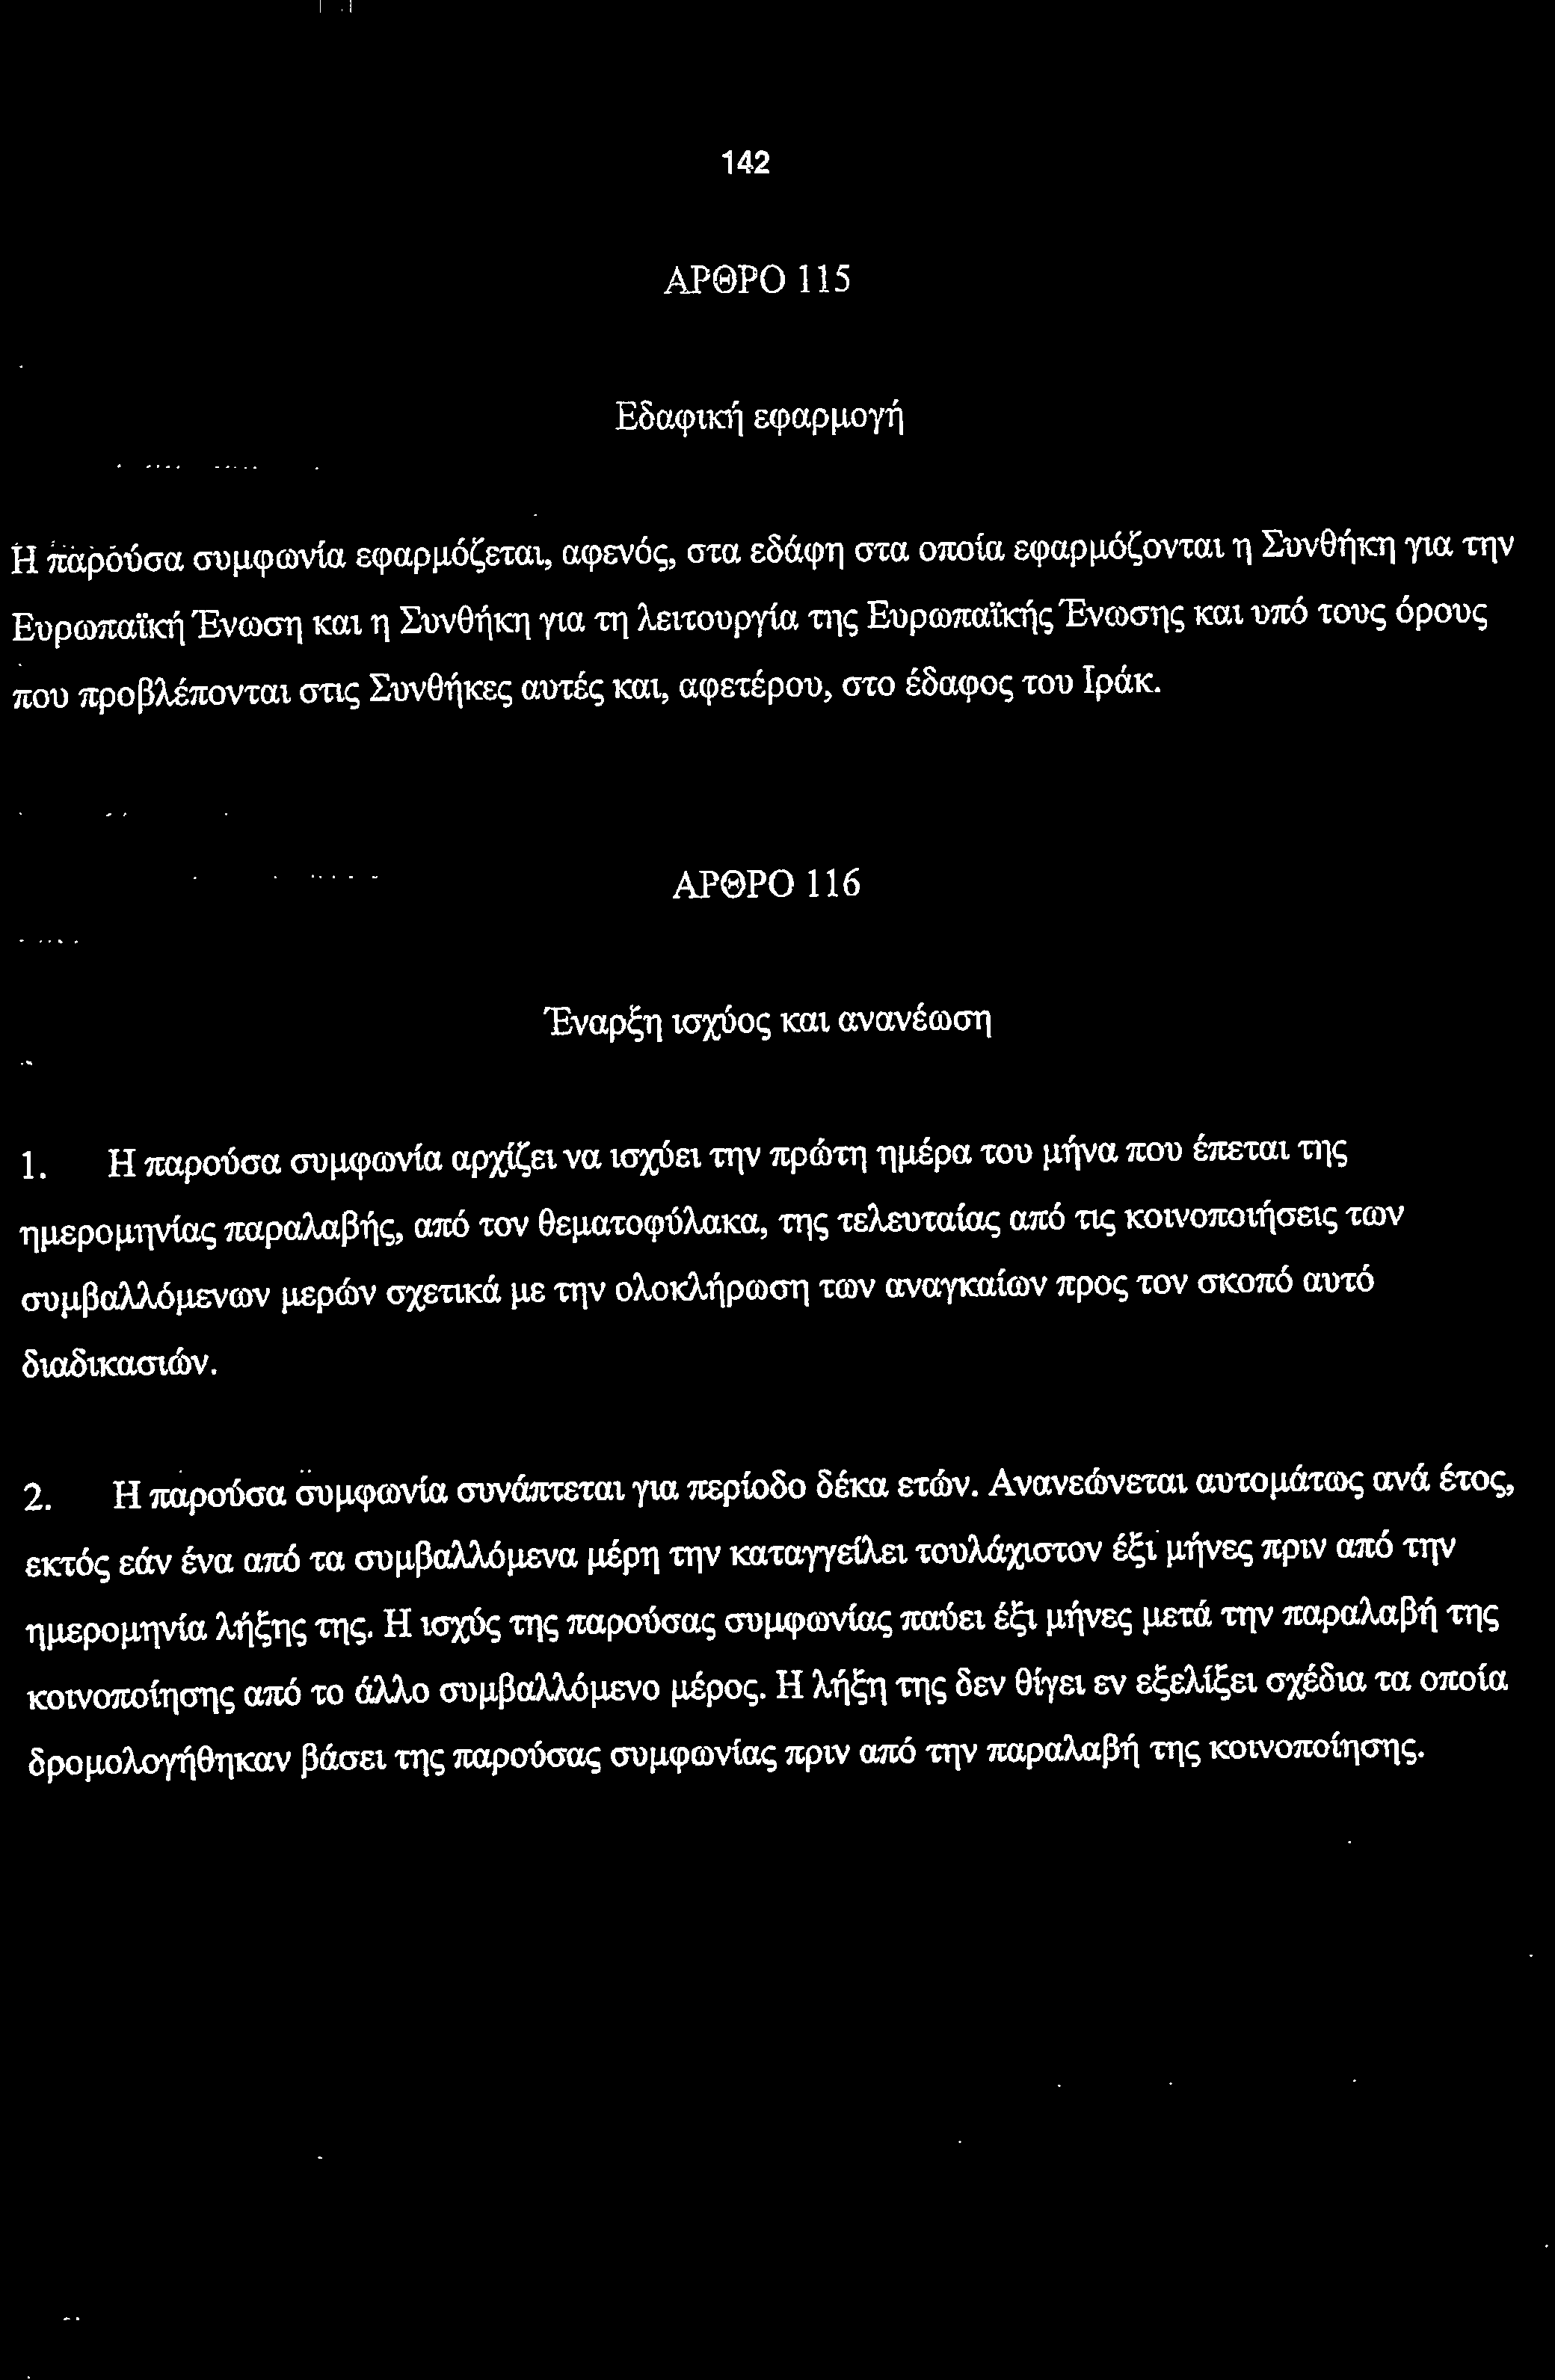 142
ΑΡΘΡΟ 115
Εδαφική εφαρμογή
Η παρούσα συμφωνία εφαρμόζεται, αφενός, στα εδάφη στα οποία εφαρμόζονται η Συνθήκη για την
Ευρωπαϊκή Ένωση και η Συνθήκη για τη λειτουργία της Ευρωπαϊκής Ένωσης και υπό τους όρους
που προβλέπονται στις Συνθήκες αυτές και, αφετέρου, στο έδαφος του Ιράκ.
ΑΡΘΡΟ 116
Έναρξη ισχύος και ανανέωση
1. Η παρούσα συμφωνία αρχίζει να ισχύει την πρώτη ημέρα του μήνα που έπεται της
ημερομηνίας παραλαβής, από τον θεματοφύλακα, της τελευταίας από τις κοινοποιήσεις των
συμβαλλόμενων μερών σχετικά με την ολοκλήρωση των αναγκαίων προς τον σκοπό αυτό
διαδικασιών.
2. Η παρούσα συμφωνία συνάπτεται για περίοδο δέκα ετών. Ανανεώνεται αυτομάτως ανά έτος,
εκτός εάν ένα από τα συμβαλλόμενα μέρη την καταγγείλει τουλάχιστον έξι μήνες πριν από την
ημερομηνία λήξης της. Η ισχύς της παρούσας συμφωνίας παύει έξι μήνες μετά την παραλαβή της
κοινοποίησης από το άλλο συμβαλλόμενο μέρος. Η λήξη της δεν θίγει εν εξελίξει σχέδια τα οποία
δρομολογήθηκαν βάσει της παρούσας συμφωνίας πριν από την παραλαβή της κοινοποίησης.